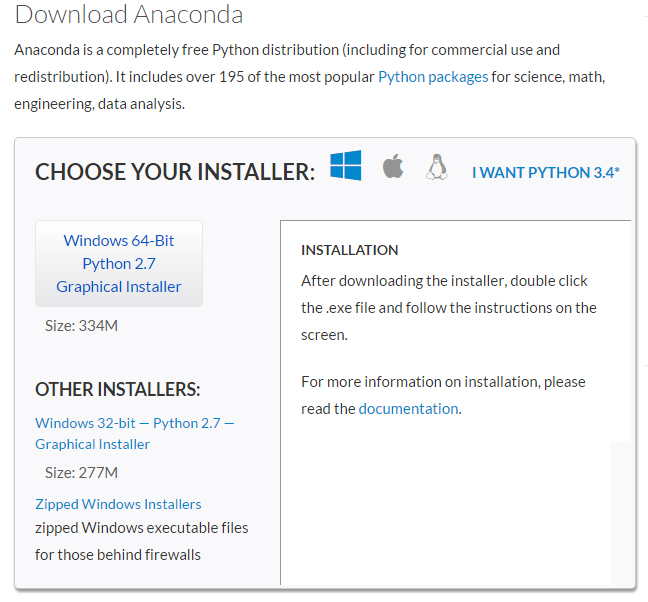 Download Anaconda
Anaconda is a completely free Python distribution (including for commercial use and
redistribution). It includes over 195 of the most popular Python packages for science, math,
engineering, data analysis.
CHOOSE YOUR INSTALLER:
I WANT PYTHON 3.4*
Windows 64-Bit
Python 2.7
Graphical Installer
Size: 334M
OTHER INSTALLERS:
Windows 32-bit — Python 2.7 —
Graphical Installer
Size: 277M
Zipped Windows Installers
zipped Windows executable files
for those behind firewalls
INSTALLATION
After downloading the installer, double click
the .exe file and follow the instructions on the
screen.
For more information on installation, please
read the documentation.